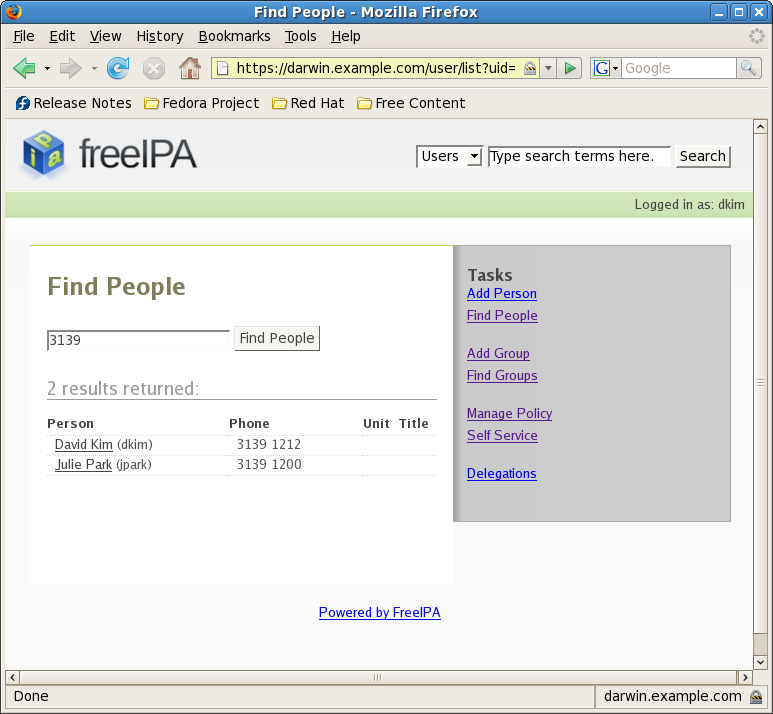 Find People - Mozilla Firefox
File Edit View History Bookmarks Tools Help
https://darwin.example.com/user/list?uid= G Google
Release Notes Fedora Project Red Hat Free Content
ipa freeIPA Users Type search terms here. Search
Logged in as: dkim
Find People
3139 Find People
2 results returned:
Person Phone Unit Title
David Kim (dkim) 3139 1212
Julie Park (jpark) 3139 1200
Tasks
Add Person
Find People
Add Group
Find Groups
Manage Policy
Self Service
Delegations
Powered by FreeIPA
Done darwin.example.com